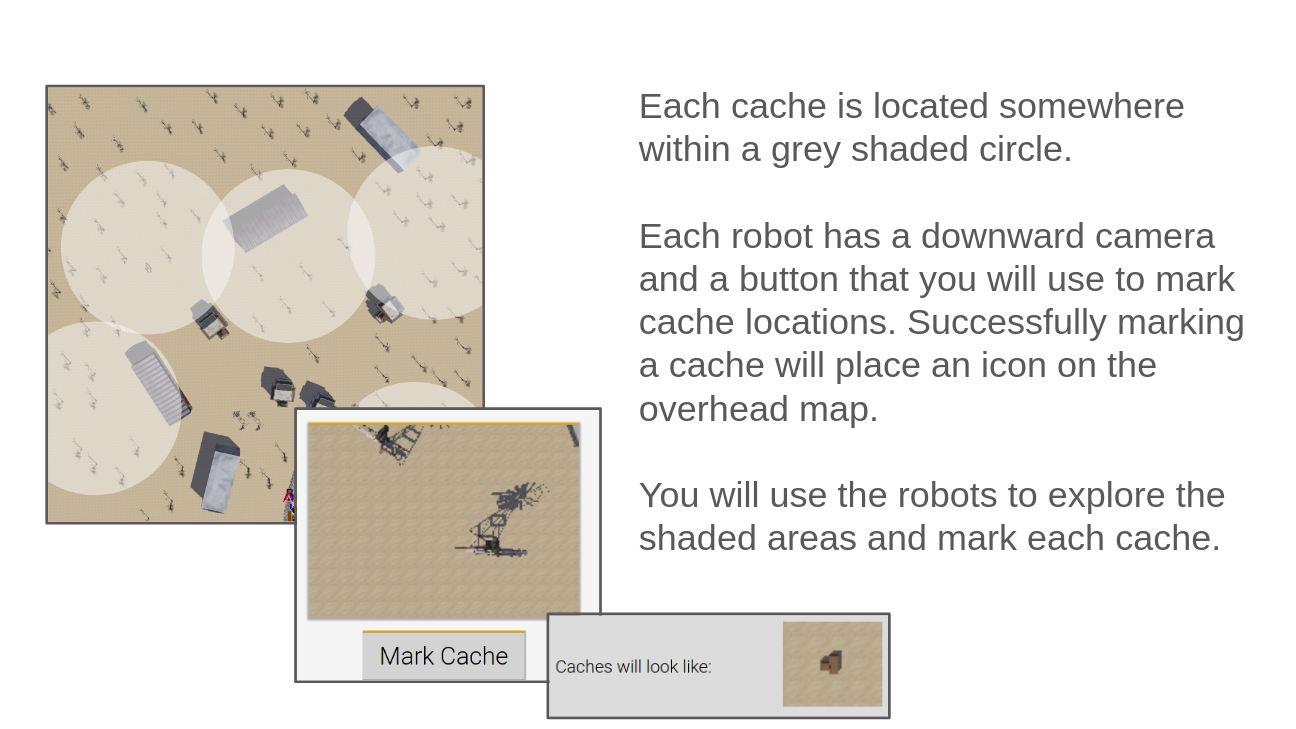 Each cache is located somewhere
within a grey shaded circle.
Each robot has a downward camera
and a button that you will use to mark
cache locations. Successfully marking
a cache will place an icon on the
overhead map.
You will use the robots to explore the
shaded areas and mark each cache.
Mark Cache
Caches will look like: